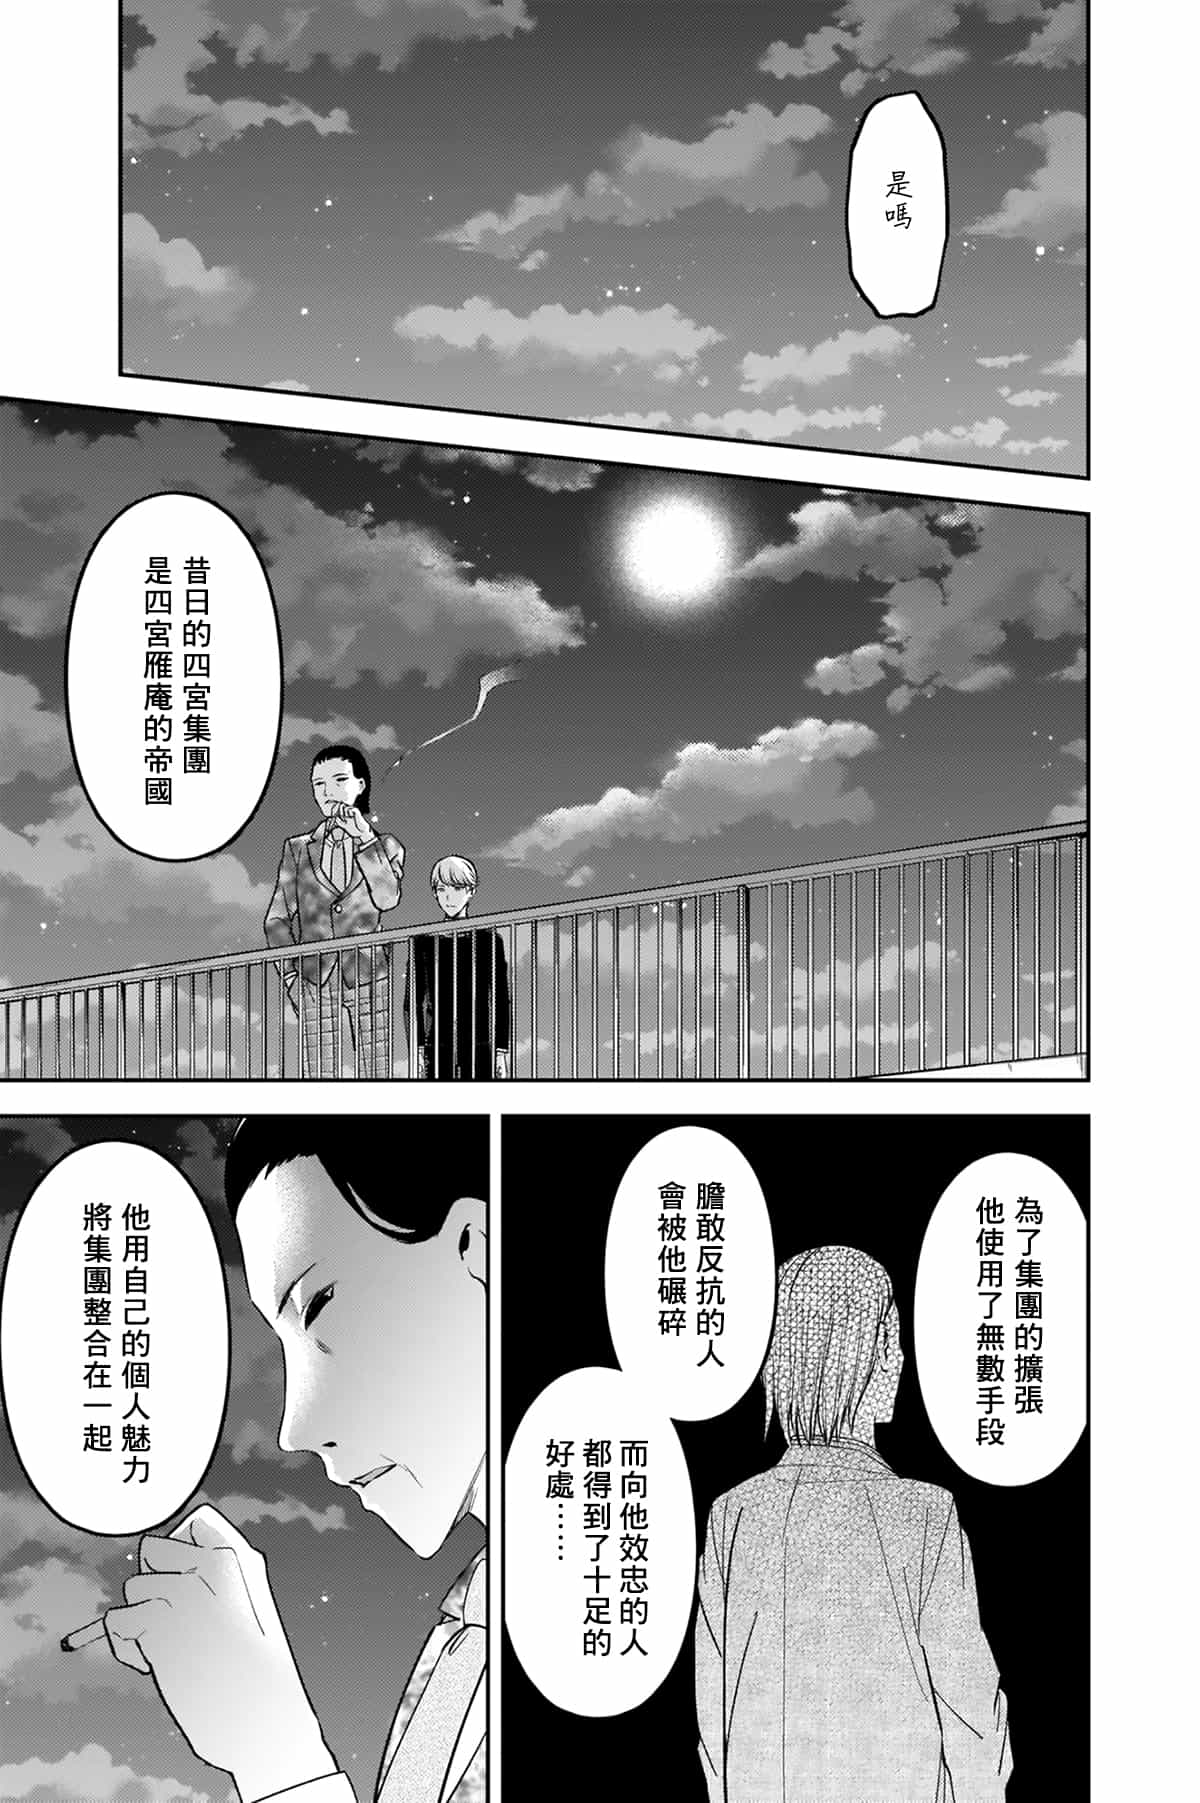 是嗎
昔日的四宮集團
是四宮雁庵的帝國
為了集團的擴張
他使用了無數手段
膽敢反抗的人
會被他碾碎
而向他效忠的人
都得到了十足的
好處……
他用自己的個人魅力
將集團整合在一起